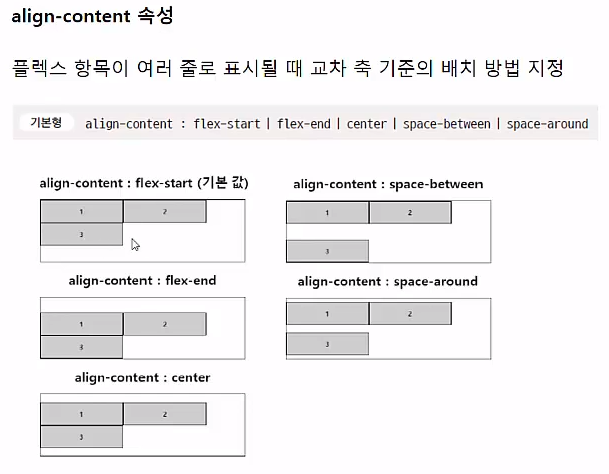 align-content 속성
플렉스 항목이 여러 줄로 표시될 때 교차 축 기준의 배치 방법 지정
기본형 align-content : flex-start | flex-end | center | space-between | space-around
align-content : flex-start (기본 값)
1 2
3
align-content : flex-end
1 2
3
align-content : center
1 2
3
align-content : space-between
1 2
3
align-content : space-around
1 2
3